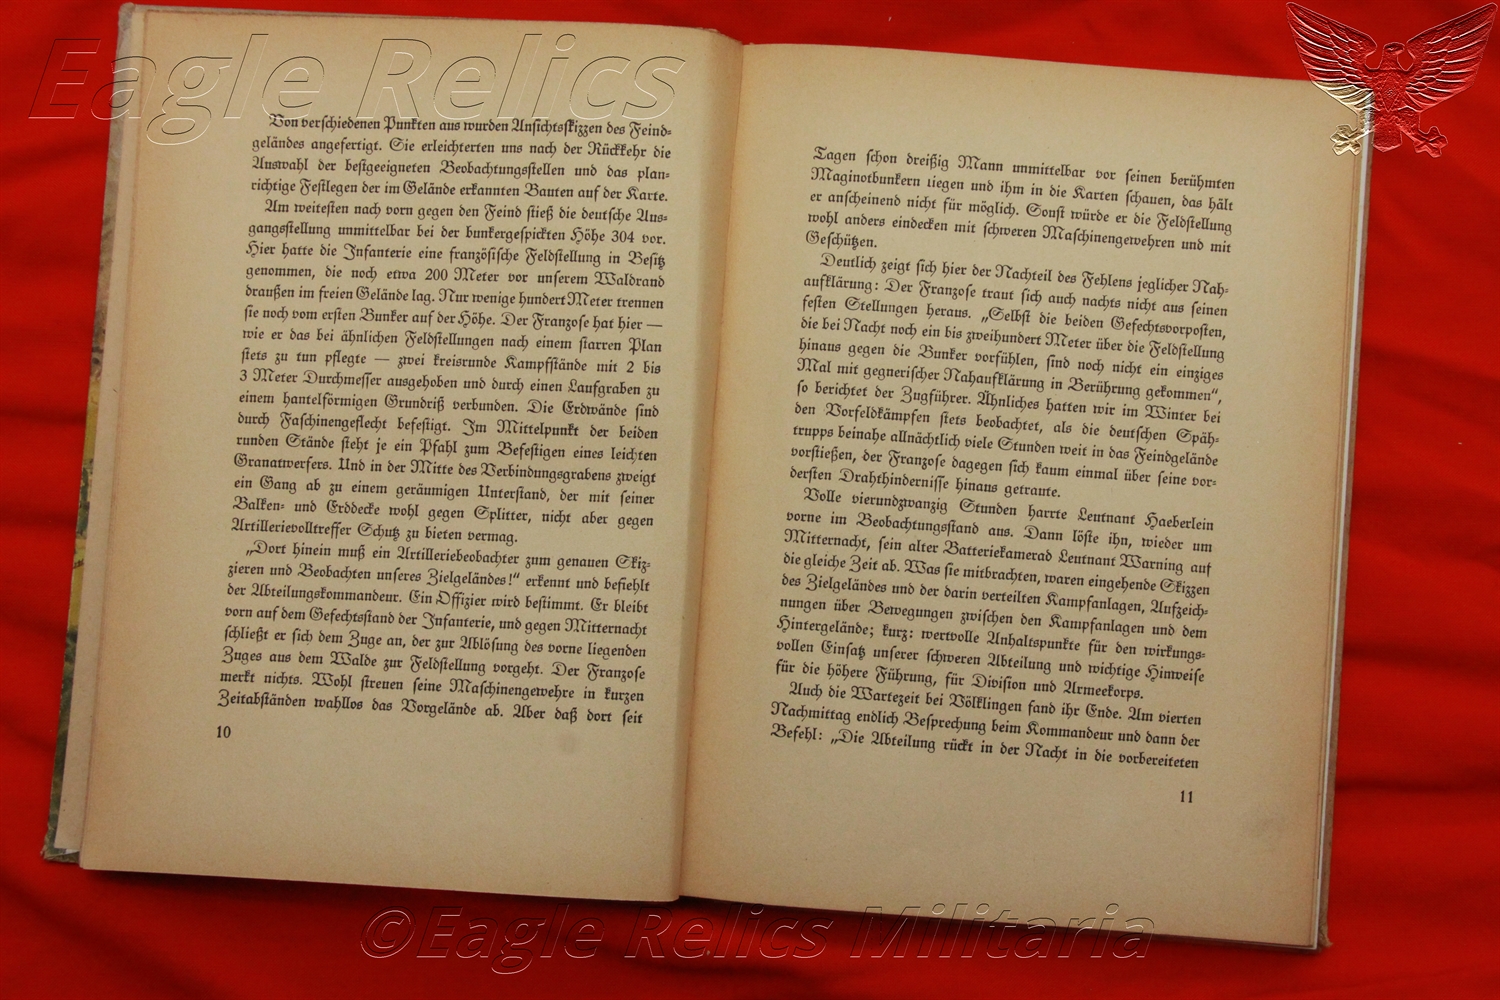 Eagle Relics
Von verschiedenen Punkten aus wurden Ansichtsskizzen des Feind-
geländes angefertigt. Sie erleichterten uns nach der Rückkehr die
Auswahl der bestgeeigneten Beobachtungsstellen und das plan-
richtige Festlegen der im Gelände erkannten Bauten auf der Karte.
Am weitesten nach vorn gegen den Feind stieß die deutsche Aus-
gangsstellung unmittelbar bei der bunkergespickten Höhe 304 vor.
Hier hatte die Infanterie eine französische Feldstellung in Besitz
genommen, die noch etwa 200 Meter vor unserem Waldrand
draußen im freien Gelände lag. Nur wenige hundert Meter trennen
sie noch vom ersten Bunker auf der Höhe. Der Franzose hat hier —
wie er das bei ähnlichen Feldstellungen nach einem starren Plan
stets zu tun pflegte — zwei kreisrunde Kampfstände mit 2 bis
3 Meter Durchmesser ausgehoben und durch einen Laufgraben zu
einem hantelförmigen Grundriß verbunden. Die Erdwände sind
durch Faschinengeflecht befestigt. Im Mittelpunkt der beiden
runden Stände steht je ein Pfahl zum Befestigen eines leichten
Granatwerfers. Und in der Mitte des Verbindungsgrabens zweigt
ein Gang ab zu einem geräumigen Unterstand, der mit seiner
Balken- und Erddecke wohl gegen Splitter, nicht aber gegen
Artillerievolltreffer Schutz zu bieten vermag.
„Dort hinein muß ein Artilleriebeobachter zum genauen Skiz-
zieren und Beobachten unseres Zielgeländes!“ erkennt und befiehlt
der Abteilungskommandeur. Ein Offizier wird bestimmt. Er bleibt
vorn auf dem Gefechtsstand der Infanterie, und gegen Mitternacht
schließt er sich dem Zuge an, der zur Ablösung des vorne liegenden
Zuges aus dem Walde zur Feldstellung vorgeht. Der Franzose
merkt nichts. Wohl streuen seine Maschinengewehre in kurzen
Zeitabständen wahllos das Vorgelände ab. Aber daß dort seit
10
Tagen schon dreißig Mann unmittelbar vor seinen berühmten
Maginotbunkern liegen und ihm in die Karten schauen, das hält
er anscheinend nicht für möglich. Sonst würde er die Feldstellung
wohl anders eindecken mit schweren Maschinengewehren und mit
Geschützen.
Deutlich zeigt sich hier der Nachteil des Fehlens jeglicher Nah-
aufklärung: Der Franzose traut sich auch nachts nicht aus seinen
festen Stellungen heraus. „Selbst die beiden Gefechtsvorposten,
die bei Nacht noch ein bis zweihundert Meter über die Feldstellung
hinaus gegen die Bunker vorfühlen, sind noch nicht ein einziges
Mal mit gegnerischer Nahaufklärung in Berührung gekommen“,
so berichtet der Zugführer. Ähnliches hatten wir im Winter bei
den Vorfeldkämpfen stets beobachtet, als die deutschen Späh-
trupps beinahe allnächtlich viele Stunden weit in das Feindgelände
vorstießen, der Franzose dagegen sich kaum einmal über seine vor-
dersten Drahthindernisse hinaus getraute.
Volle vierundzwanzig Stunden harrte Leutnant Haeberlein
vorne im Beobachtungsstand aus. Dann löste ihn, wieder um
Mitternacht, sein alter Batteriekamerad Leutnant Warning auf
die gleiche Zeit ab. Was sie mitbrachten, waren eingehende Skizzen
des Zielgeländes und der darin verteilten Kampfanlagen, Aufzeich-
nungen über Bewegungen zwischen den Kampfanlagen und dem
Hintergelände; kurz: wertvolle Anhaltspunkte für den wirkungs-
vollen Einsatz unserer schweren Abteilung und wichtige Hinweise
für die höhere Führung, für Division und Armeekorps.
Auch die Wartezeit bei Völklingen fand ihr Ende. Am vierten
Nachmittag endlich Besprechung beim Kommandeur und dann der
Befehl: „Die Abteilung rückt in der Nacht in die vorbereiteten
11
©Eagle Relics Militaria